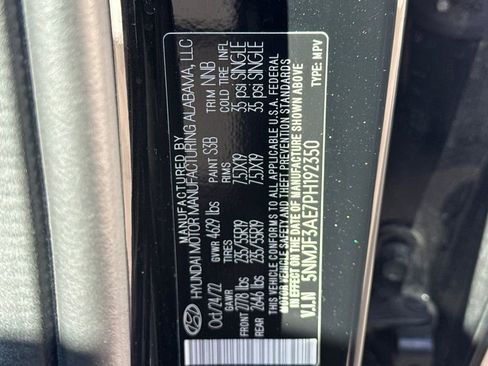 MANUFACTURED BY
HYUNDAI MOTOR MANUFACTURING ALABAMA, LLC
Oct/24/22 GVWR 4629 lbs PAINT S3B TRIM NNB
GAWR TIRES RIMS COLD TIRE INFL
FRONT 2778 lbs 235/55R19 7.5JX19 35 psi SINGLE
REAR 2646 lbs 235/55R19 7.5JX19 35 psi SINGLE
THIS VEHICLE CONFORMS TO ALL APPLICABLE U.S.A. FEDERAL
MOTOR VEHICLE SAFETY, AND THEFT PREVENTION STANDARDS
IN EFFECT ON THE DATE OF MANUFACTURE SHOWN ABOVE
V.I.N 5NMJF3AE7PH192350 TYPE: MPV